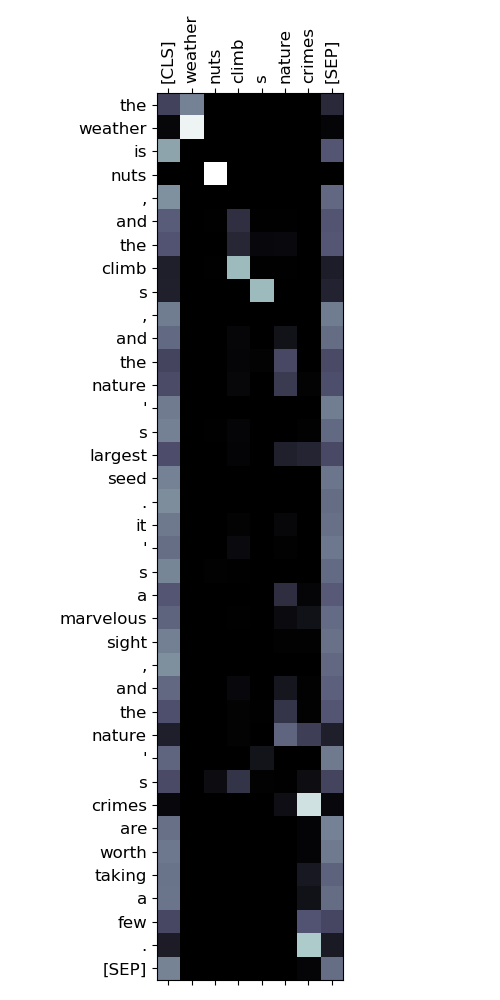 [CLS]
weather
nuts
climb
s
nature
crimes
[SEP]
the
weather
is
nuts
,
and
the
climb
s
,
and
the
nature
'
s
largest
seed
.
it
'
s
a
marvelous
sight
,
and
the
nature
'
s
crimes
are
worth
taking
a
few
.
[SEP]